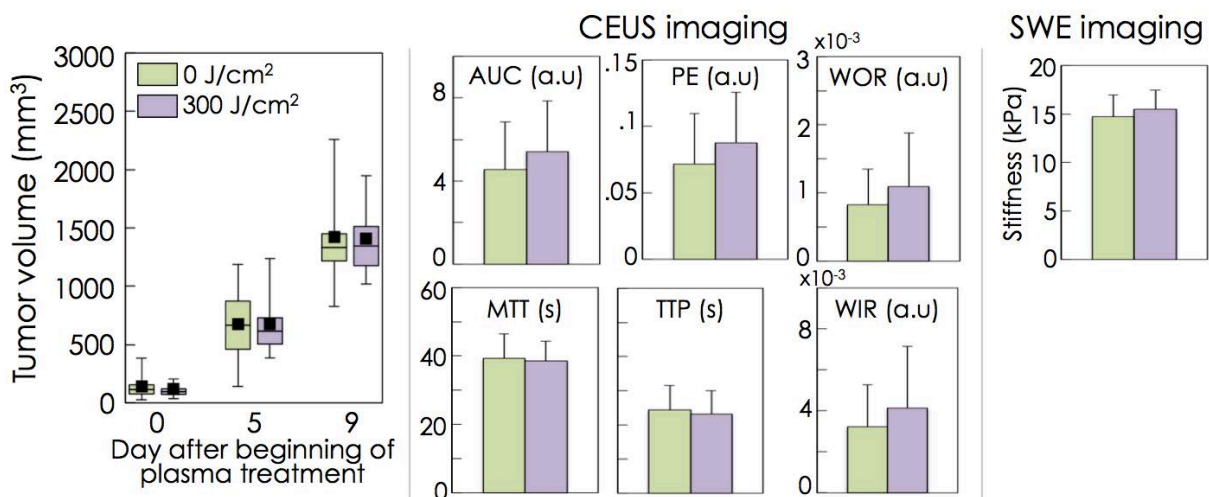 CEUS imaging
SWE imaging
Tumor volume (mm³)
3000
2500
2000
1500
1000
500
0
0 J/cm²
300 J/cm²
0 5 9
Day after beginning of
plasma treatment
AUC (a.u)
8
4
0
PE (a.u)
.1
.05
0
x10⁻³
WOR (a.u)
3
2
1
0
MTT (s)
60
40
20
0
TTP (s)
x10⁻³
WIR (a.u)
8
4
0
Stiffness (kPa)
20
15
10
5
0